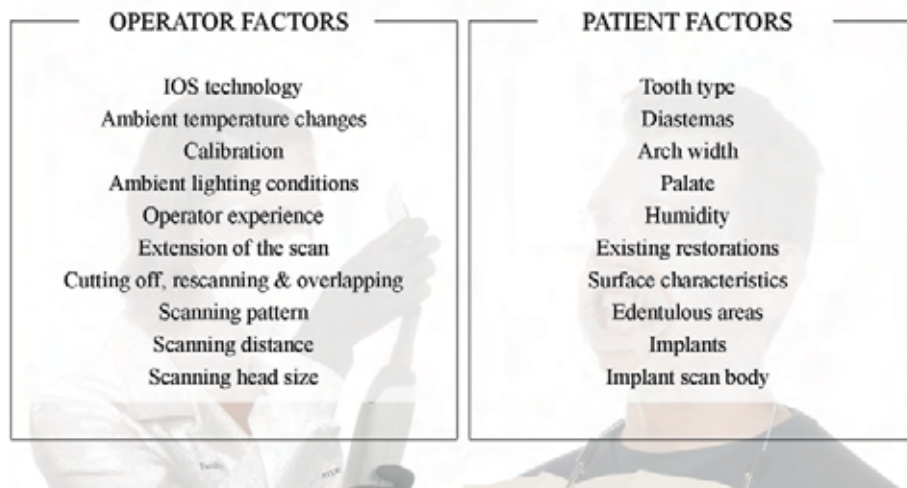 OPERATOR FACTORS
IOS technology
Ambient temperature changes
Calibration
Ambient lighting conditions
Operator experience
Extension of the scan
Cutting off, rescanning & overlapping
Scanning pattern
Scanning distance
Scanning head size
PATIENT FACTORS
Tooth type
Diastemas
Arch width
Palate
Humidity
Existing restorations
Surface characteristics
Edentulous areas
Implants
Implant scan body